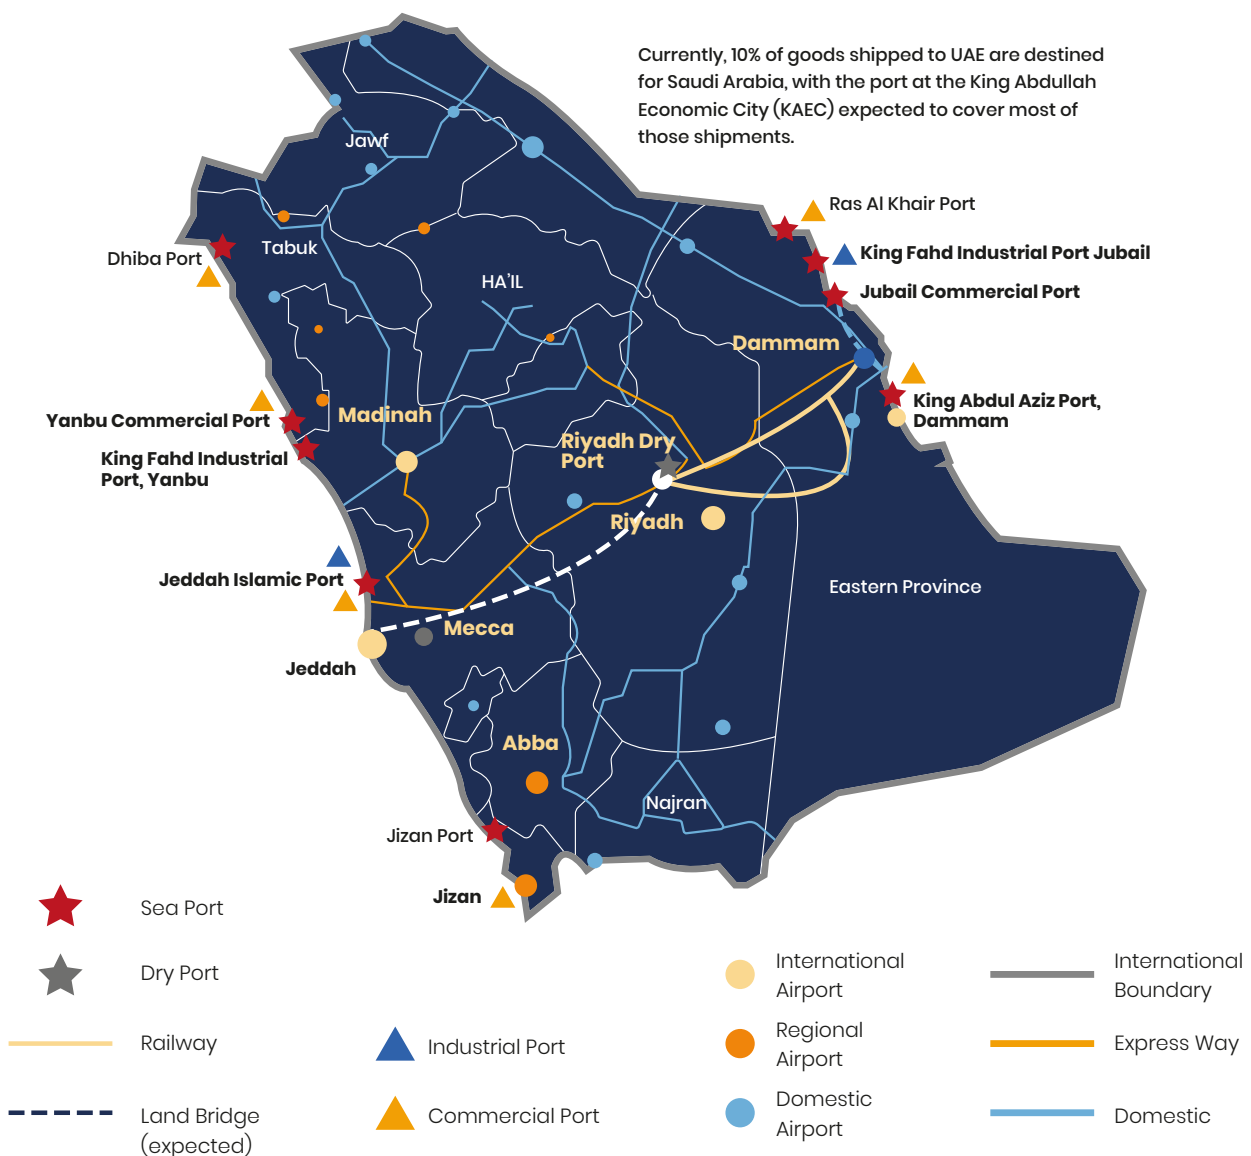 Currently, 10% of goods shipped to UAE are destined
for Saudi Arabia, with the port at the King Abdullah
Economic City (KAEC) expected to cover most of
those shipments.
Jawf
Ras Al Khair Port
Tabuk
King Fahd Industrial Port Jubail
Dhiba Port
HA'IL
Jubail Commercial Port
Dammam
Madinah
King Abdul Aziz Port,
Dammam
Yanbu Commercial Port
King Fahd Industrial
Port, Yanbu
Riyadh Dry
Port
Riyadh
Jeddah Islamic Port
Eastern Province
Mecca
Jeddah
Abba
Najran
Jizan Port
Jizan
Sea Port
Dry Port
Railway
Land Bridge
(expected)
Industrial Port
Commercial Port
International
Airport
Regional
Airport
Domestic
Airport
International
Boundary
Express Way
Domestic